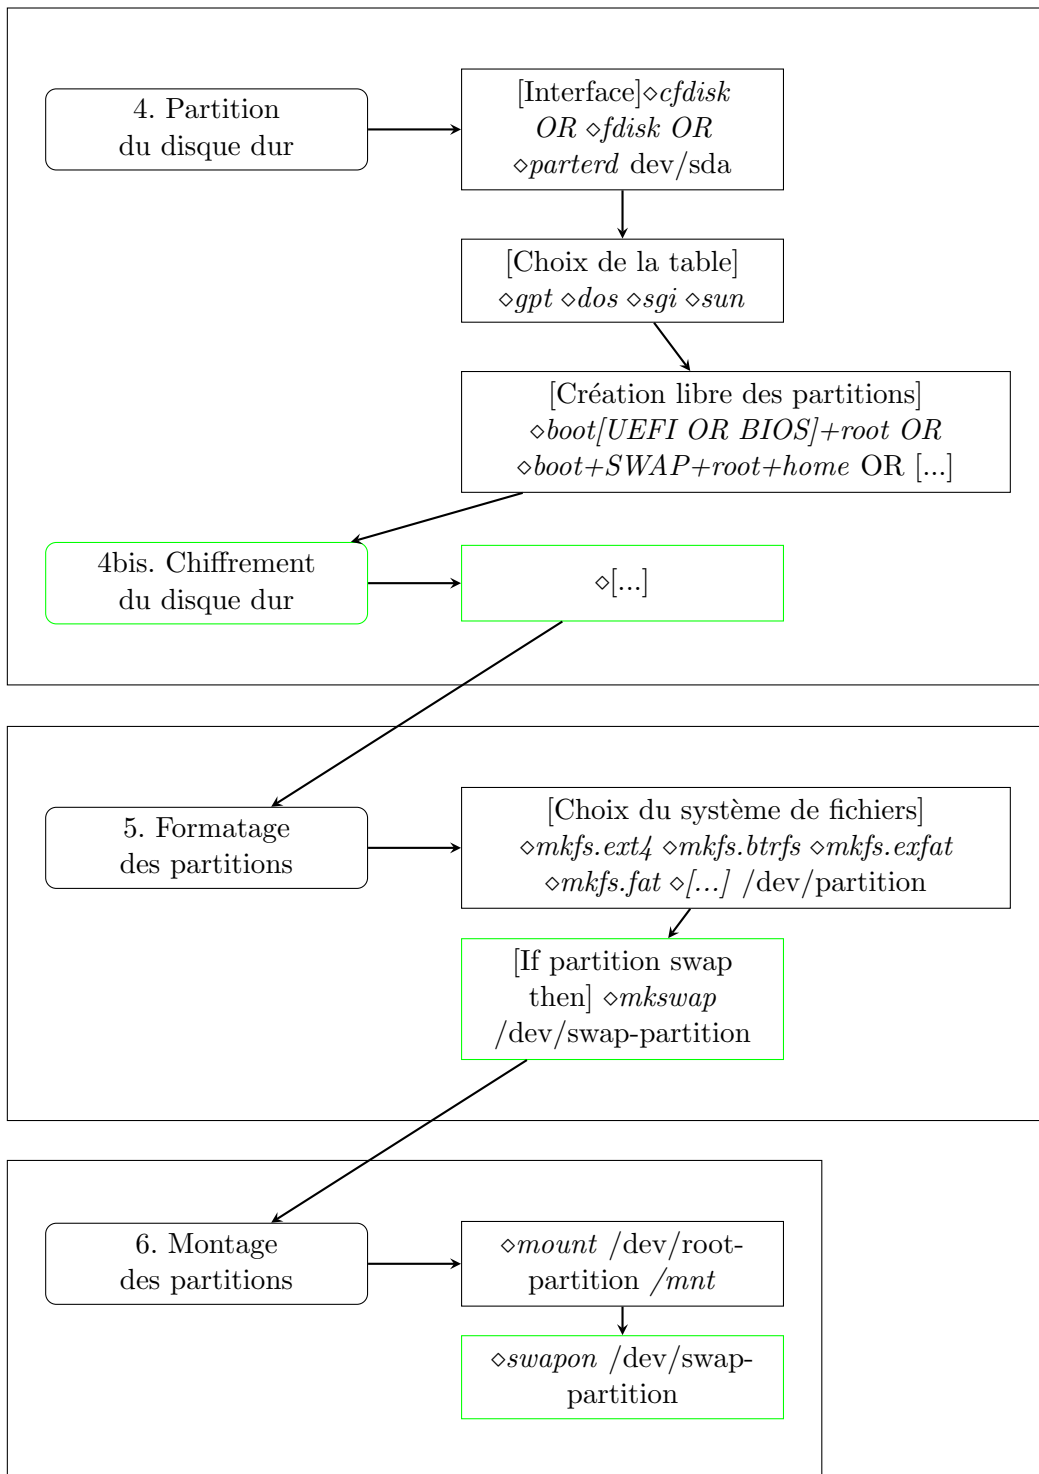 4. Partition
du disque dur
[Interface]⋄cfdisk
OR ⋄fdisk OR
⋄parterd dev/sda
[Choix de la table]
⋄gpt ⋄dos ⋄sgi ⋄sun
[Création libre des partitions]
⋄boot[UEFI OR BIOS]+root OR
⋄boot+SWAP+root+home OR [...]
4bis. Chiffrement
du disque dur
⋄[...]
5. Formatage
des partitions
[Choix du système de fichiers]
⋄mkfs.ext4 ⋄mkfs.btrfs ⋄mkfs.exfat
⋄mkfs.fat ⋄[...] /dev/partition
[If partition swap
then] ⋄mkswap
/dev/swap-partition
6. Montage
des partitions
⋄mount /dev/root-
partition /mnt
⋄swapon /dev/swap-
partition